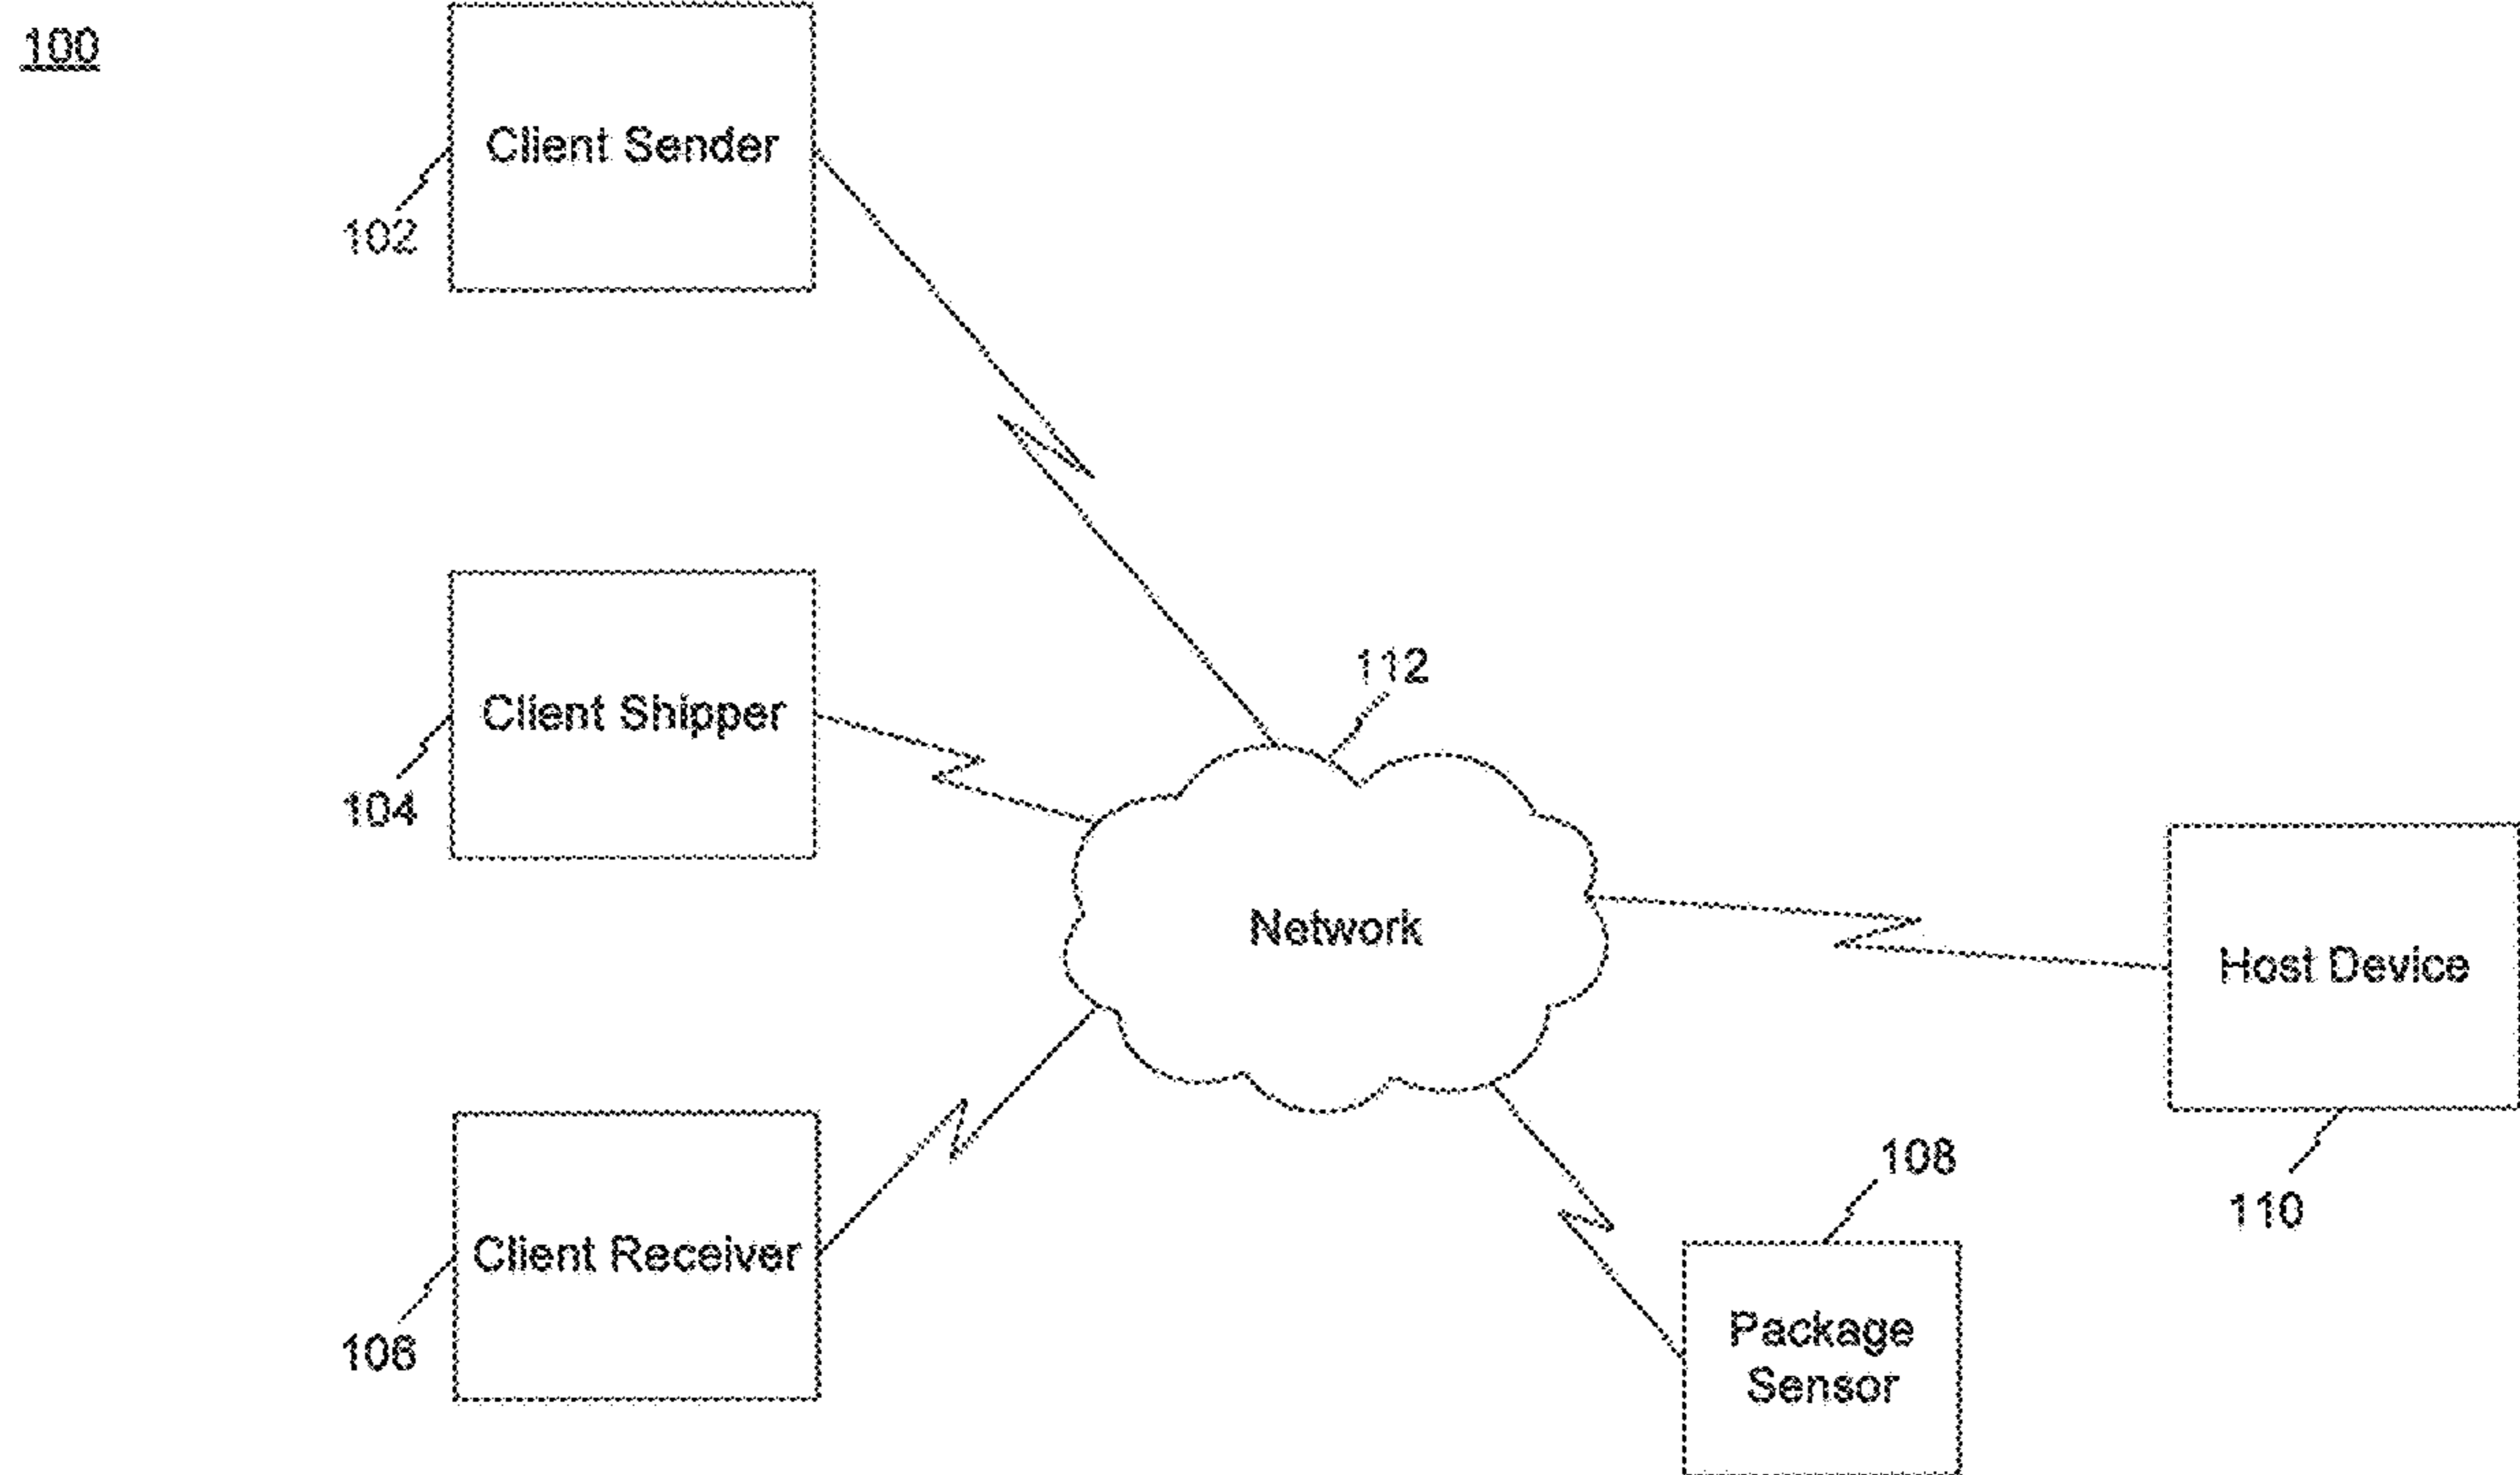 100
Client Sender
102
Client Shipper
104
112
Network
Host Device
110
Client Receiver
106
108
Package
Sensor